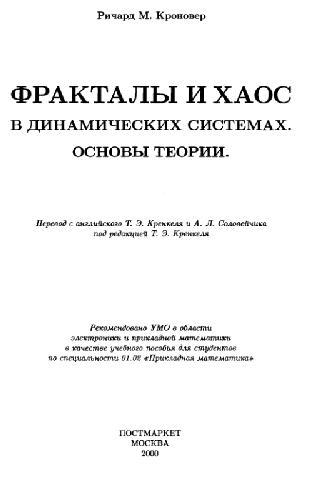 Ричард М. Кроновер
ФРАКТАЛЫ И ХАОС
В ДИНАМИЧЕСКИХ СИСТЕМАХ.
ОСНОВЫ ТЕОРИИ.
Перевод с английского Т. Э. Кренкеля и А. Л. Соловейчика
под редакцией Т. Э. Кренкеля
Рекомендовано УМО в области
электроники и прикладной математики
в качестве учебного пособия для студентов
по специальности 01.02 «Прикладная математика»
ПОСТМАРКЕТ
МОСКВА
2000